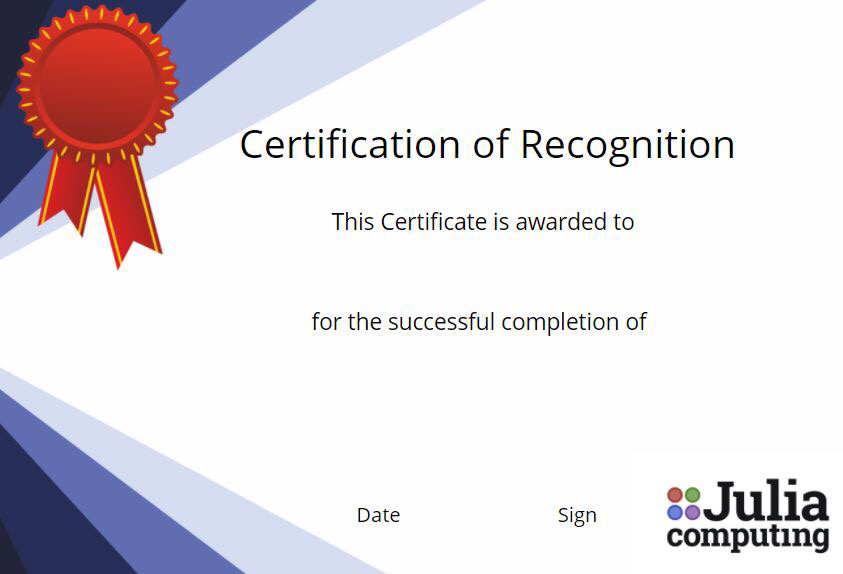 Certification of Recognition
This Certificate is awarded to
for the successful completion of
Date Sign
Julia
computing